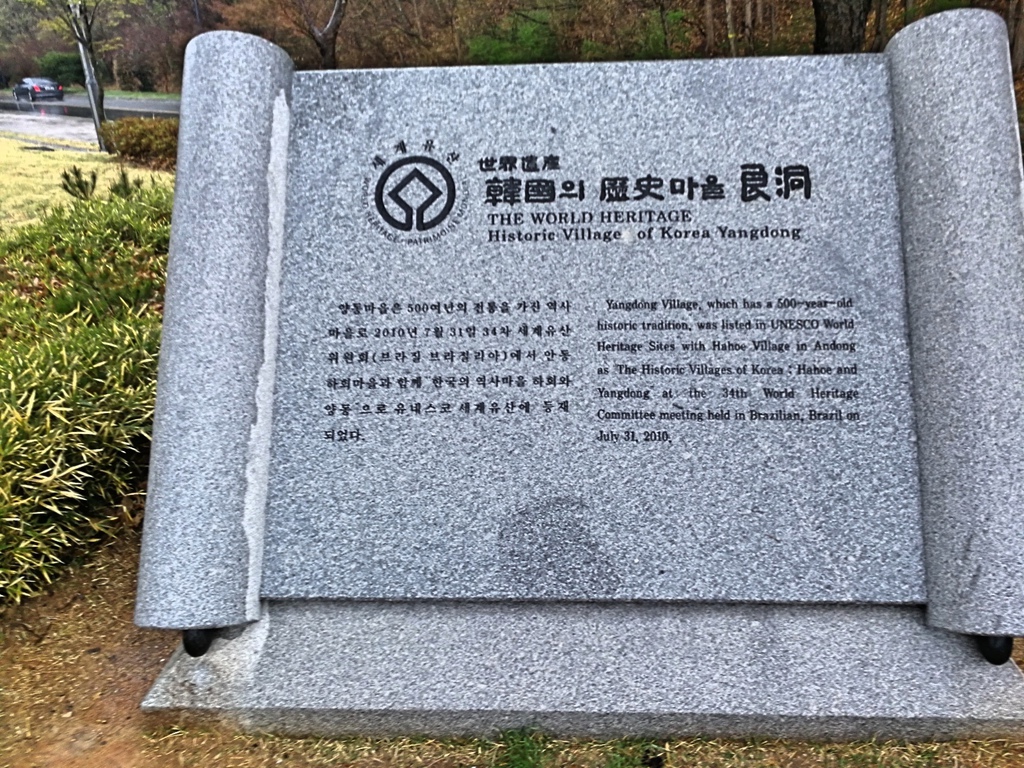 세계유산
世界遺産
韓國의 歷史마을 良洞
THE WORLD HERITAGE
Historic Village of Korea Yangdong
양동마을은 500여년의 전통을 가진 역사
마을로 2010년 7월 31일 34차 세계유산
위원회(브라질 브라질리아)에서 안동
하회마을과 함께 한국의 역사마을 하회와
양동 으로 유네스코 세계유산에 등재
되었다.
Yangdong Village, which has a 500-year-old
historic tradition, was listed in UNESCO World
Heritage Sites with Hahoe Village in Andong
as The Historic Villages of Korea : Hahoe and
Yangdong at the 34th World Heritage
Committee meeting held in Brazilian, Brazil on
July 31, 2010.